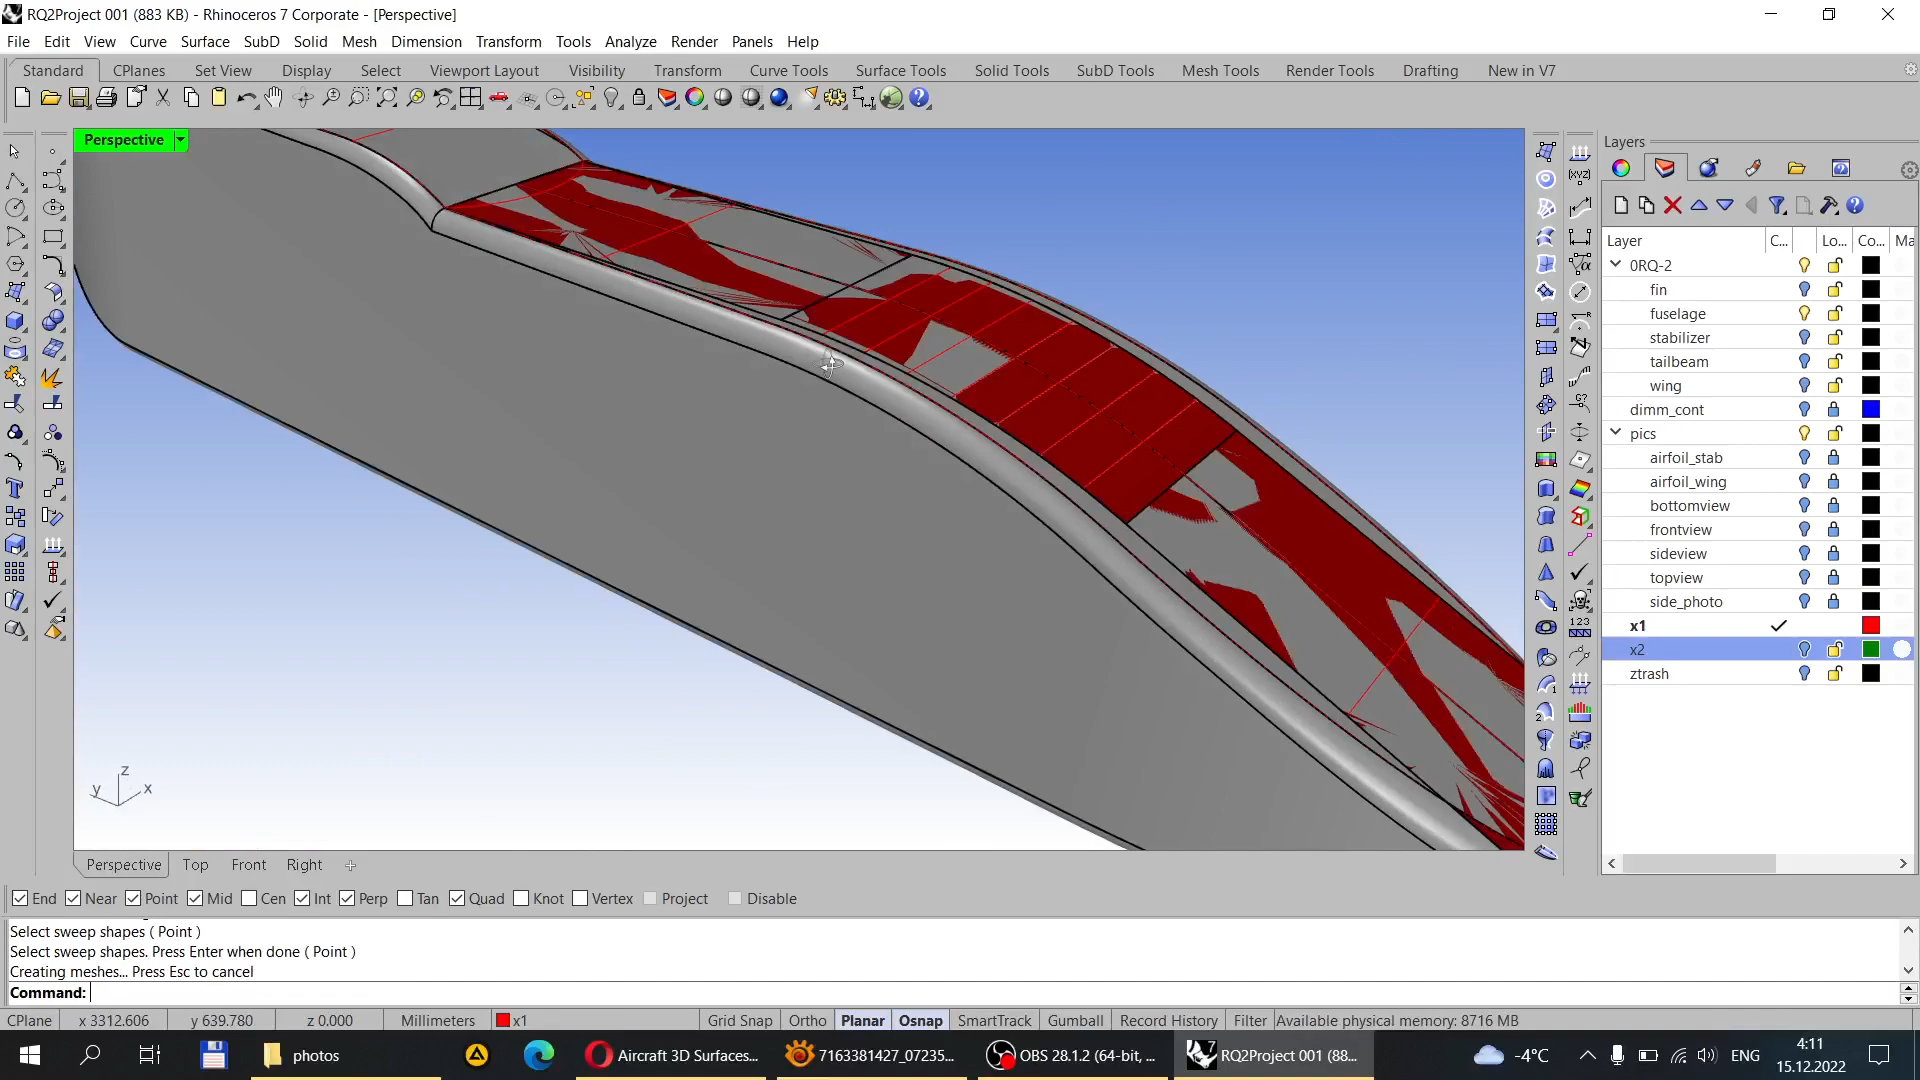 RQ2Project 001 (883 KB) - Rhinoceros 7 Corporate - [Perspective]
File Edit View Curve Surface SubD Solid Mesh Dimension Transform Tools Analyze Render Panels Help
Standard CPlanes Set View Display Select Viewport Layout Visibility Transform Curve Tools Surface Tools Solid Tools SubD Tools Mesh Tools Render Tools Drafting New in V7
Perspective
Layers
Layer C... Lo... Co... Ma
0RQ-2
fin
fuselage
stabilizer
tailbeam
wing
dimm_cont
pics
airfoil_stab
airfoil_wing
bottomview
frontview
sideview
topview
side_photo
x1
x2
ztrash
z
y x
Perspective Top Front Right
End Near Point Mid Cen Int Perp Tan Quad Knot Vertex Project Disable
Select sweep shapes ( Point )
Select sweep shapes. Press Enter when done ( Point )
Creating meshes... Press Esc to cancel
Command:
CPlane x 3312.606 y 639.780 z 0.000 Millimeters x1 Grid Snap Ortho Planar Osnap SmartTrack Gumball Record History Filter Available physical memory: 8716 MB
photos Aircraft 3D Surfaces... 7163381427_07235... OBS 28.1.2 (64-bit, ... RQ2Project 001 (88... -4°C ENG 4:11
15.12.2022